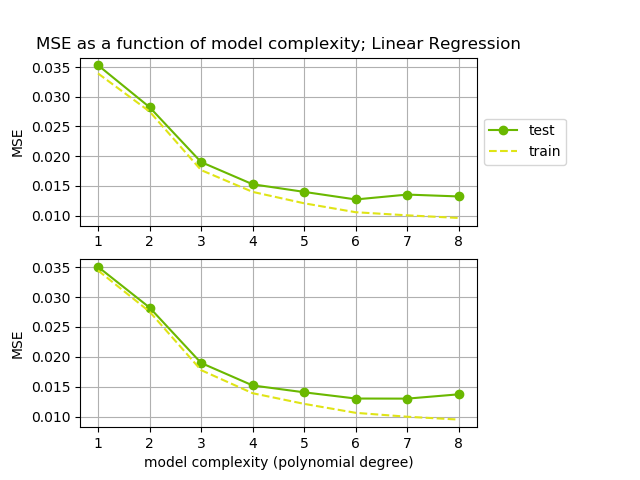 MSE as a function of model complexity; Linear Regression
0.035
0.030
0.025
0.020
0.015
0.010
MSE
1 2 3 4 5 6 7 8
test
train
0.035
0.030
0.025
0.020
0.015
0.010
MSE
1 2 3 4 5 6 7 8
model complexity (polynomial degree)